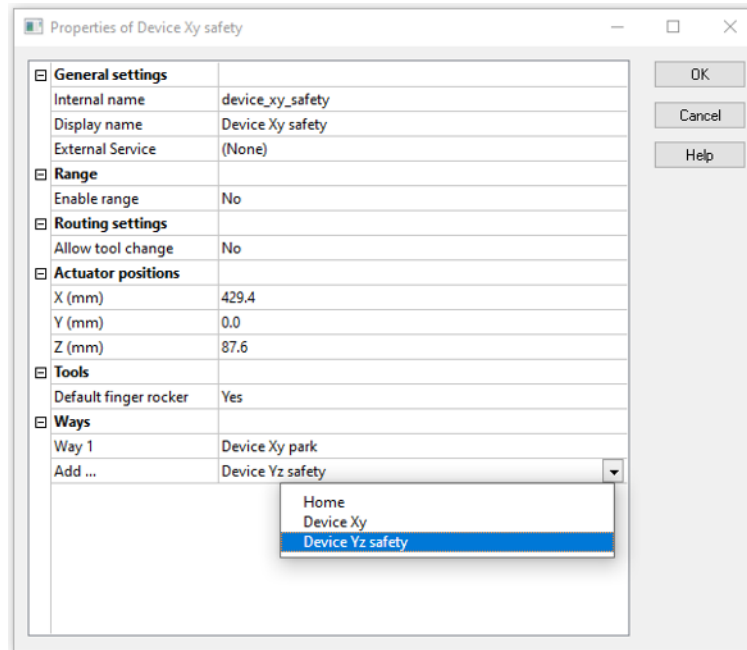 Properties of Device Xy safety
General settings
Internal name device_xy_safety
Display name Device Xy safety
External Service (None)
Range
Enable range No
Routing settings
Allow tool change No
Actuator positions
X (mm) 429.4
Y (mm) 0.0
Z (mm) 87.6
Tools
Default finger rocker Yes
Ways
Way 1 Device Xy park
Add ... Device Yz safety
Home
Device Xy
Device Yz safety
OK
Cancel
Help